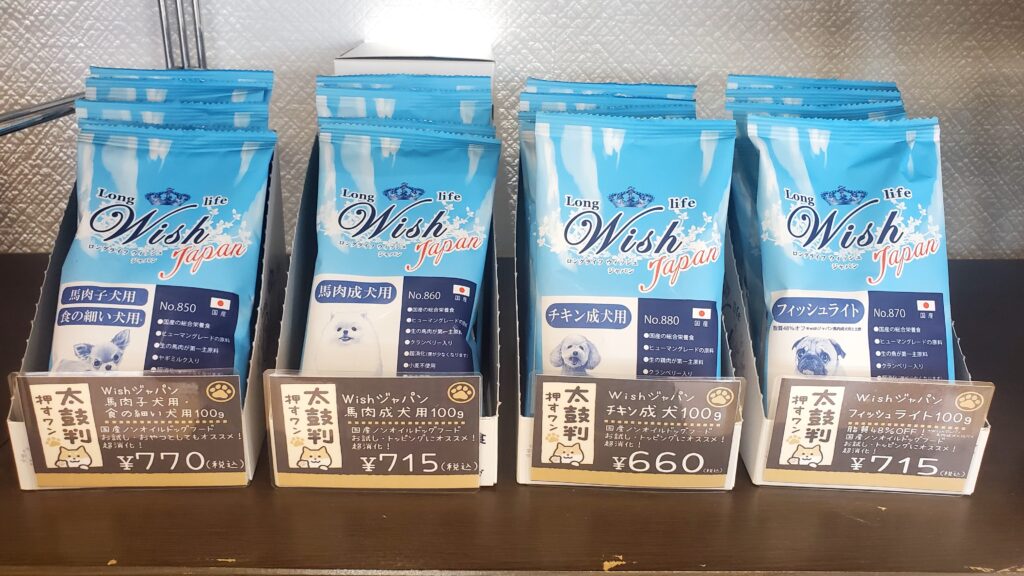 Long life
Wish
Japan
ロングライフ ウィッシュ
ジャパン
馬肉子犬用
食の細い犬用
No.850
国産
●国産の総合栄養食
●ヒューマングレードの原料
●生の馬肉が第一主原料
●ヤギミルク入り
太鼓判
押すワン
Wishジャパン
馬肉子犬用・
食の細い犬用100g
国産ノンオイルドッグフード
お試し・おやつとしてもオススメ!
超消化!
¥770(税込)
Long life
Wish
Japan
ロングライフ ウィッシュ
ジャパン
馬肉成犬用
No.860
国産
●国産の総合栄養食
●ヒューマングレードの原料
●生の馬肉が第一主原料
●クランベリー入り
●小麦不使用
太鼓判
押すワン
Wishジャパン
馬肉成犬用100g
国産ノンオイルドッグフード
お試し・トッピングにオススメ!
超消化!
¥715(税込)
Long life
Wish
Japan
ロングライフ ウィッシュ
ジャパン
チキン成犬用
No.880
国産
●国産の総合栄養食
●ヒューマングレードの原料
●生の鶏肉が第一主原料
●クランベリー入り
太鼓判
押すワン
Wishジャパン
チキン成犬100g
国産ノンオイルドッグフード
お試し・トッピングにオススメ!
超消化!
¥660(税込)
Long life
Wish
Japan
ロングライフ ウィッシュ
ジャパン
フィッシュライト
No.870
国産
●国産の総合栄養食
●ヒューマングレードの原料
●生の魚が第一主原料
●クランベリー入り
太鼓判
押すワン
Wishジャパン
フィッシュライト100g
脂質48%OFF!
国産ノンオイルドッグフード
お試し・トッピングにオススメ!
超消化!
¥715(税込)